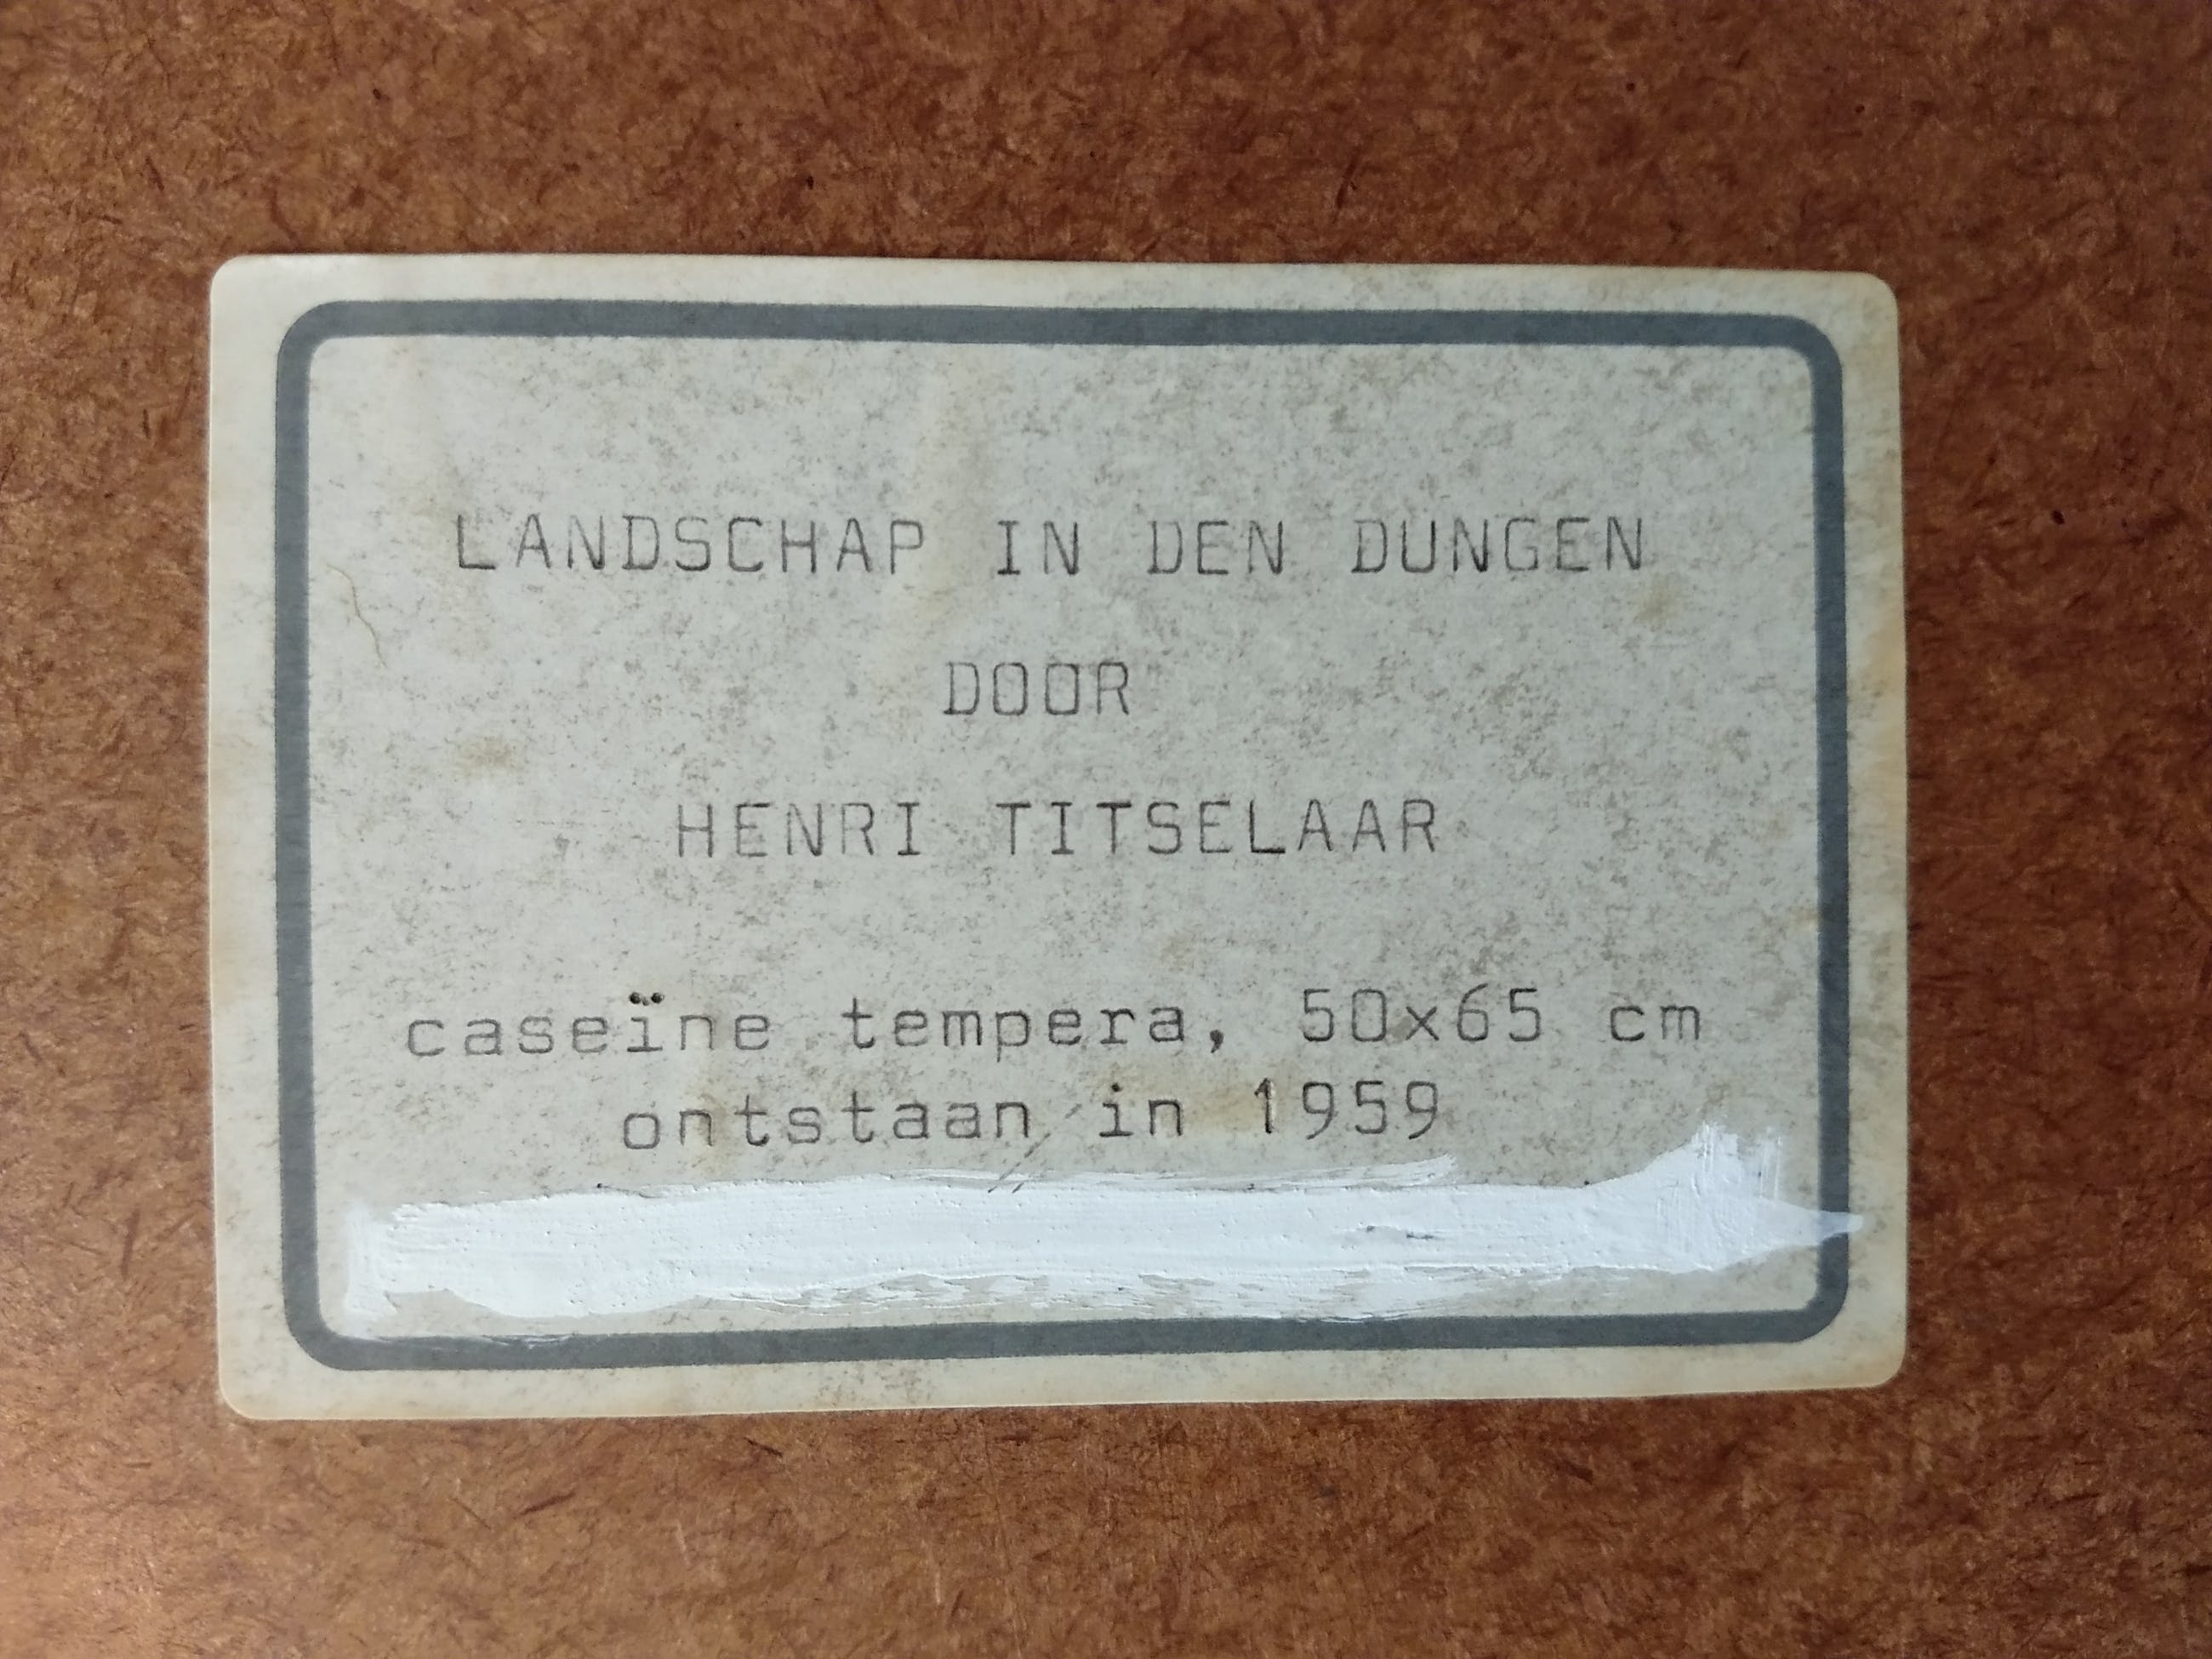 LANDSCHAP IN DEN DUNGEN
DOOR
HENRI TITSELAAR
caseïne tempera, 50x65 cm
ontstaan in 1959